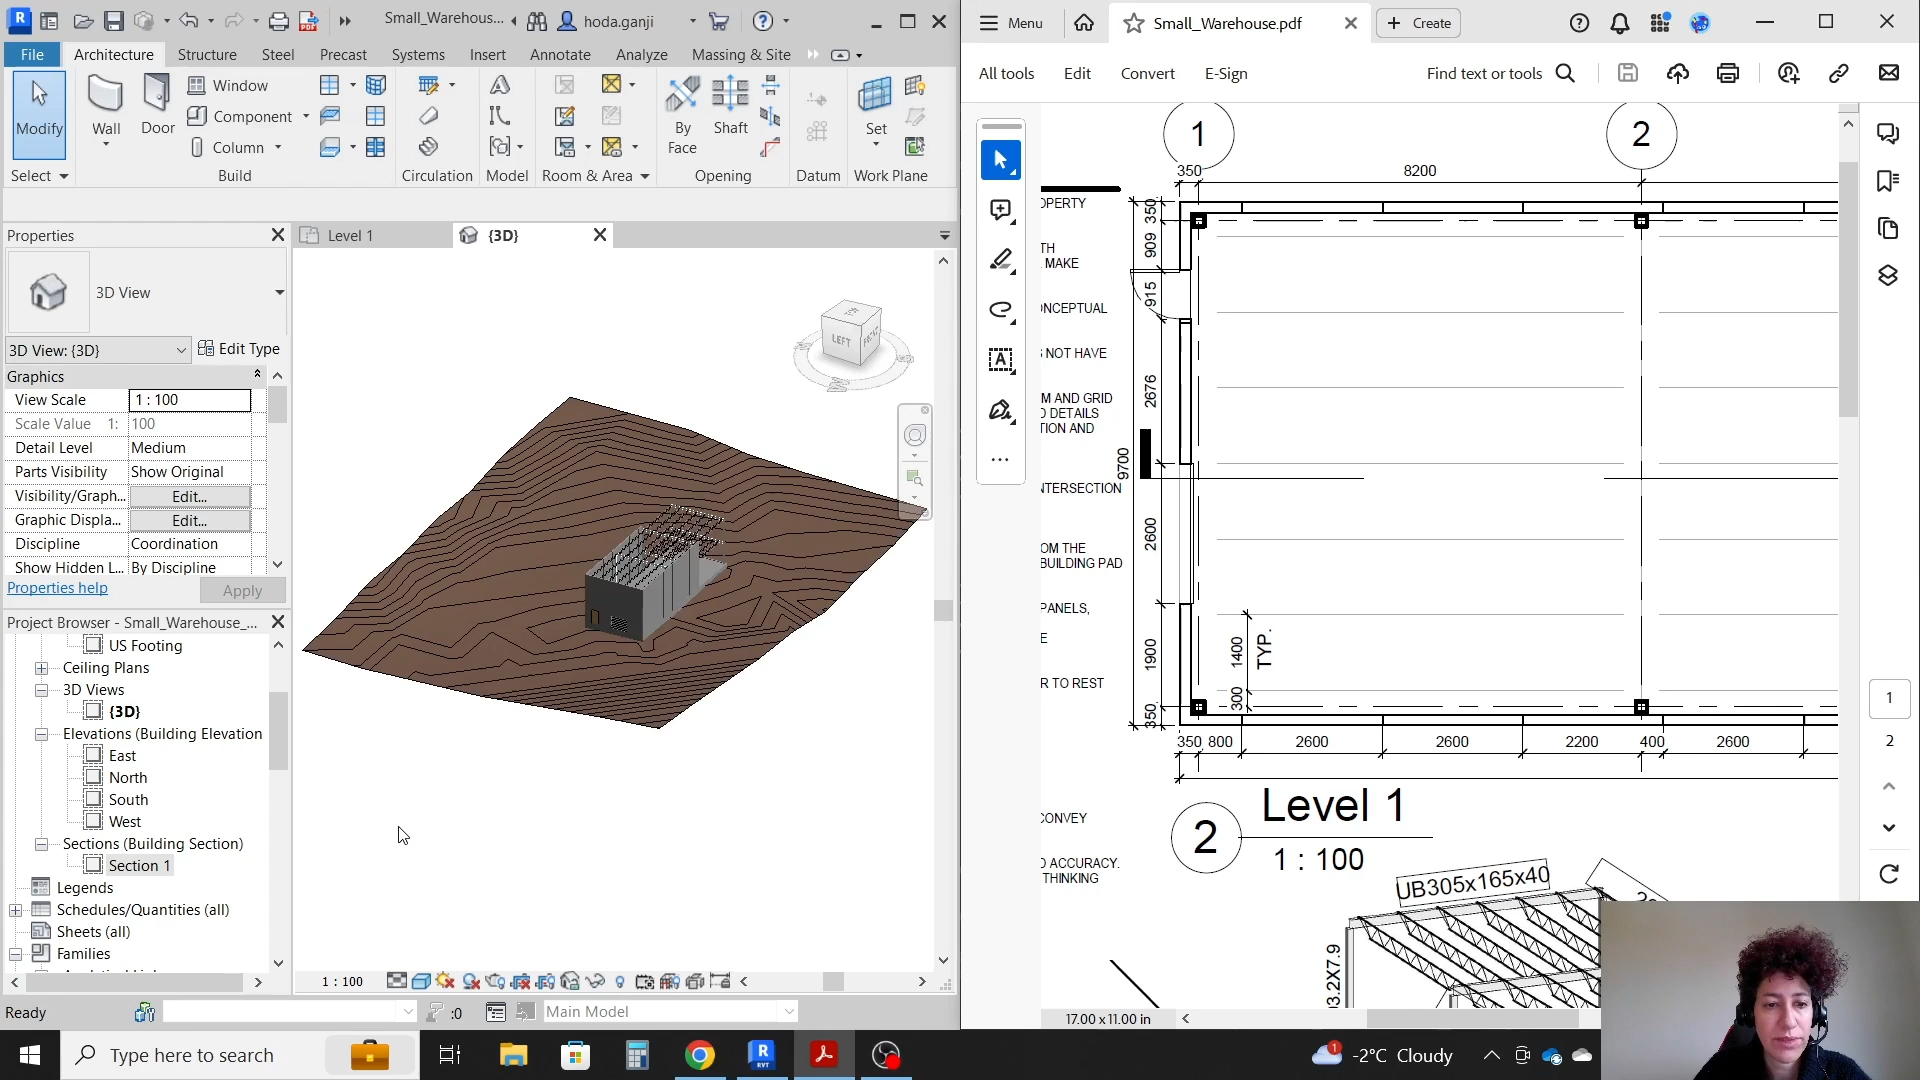 Small_Warehous...
hoda.ganji
File
Architecture
Structure
Steel
Precast
Systems
Insert
Annotate
Analyze
Massing & Site
Modify
Wall
Door
Window
Component
Column
By
Face
Shaft
Set
Select
Build
Circulation
Model
Room & Area
Opening
Datum
Work Plane
Properties
3D View
3D View: {3D}
Edit Type
Graphics
View Scale
1 : 100
Scale Value 1:
100
Detail Level
Medium
Parts Visibility
Show Original
Visibility/Graph...
Edit...
Graphic Displa...
Edit...
Discipline
Coordination
Show Hidden L...
By Discipline
Properties help
Apply
Project Browser - Small_Warehouse_...
US Footing
Ceiling Plans
3D Views
{3D}
Elevations (Building Elevation
East
North
South
West
Sections (Building Section)
Section 1
Legends
Schedules/Quantities (all)
Sheets (all)
Families
Level 1
{3D}
LEFT
1 : 100
Ready
:0
Main Model
Type here to search
-2°C Cloudy
Menu
Small_Warehouse.pdf
Create
All tools
Edit
Convert
E-Sign
Find text or tools
1
2
350
8200
OPERTY
TH
MAKE
ONCEPTUAL
NOT HAVE
M AND GRID
D DETAILS
TION AND
NTERSECTION
OM THE
BUILDING PAD
PANELS,
E
R TO REST
CONVEY
D ACCURACY.
THINKING
350
909
915
2676
9700
2600
1900
350
1400
TYP.
300
350
800
2600
2600
2200
400
2600
2
Level 1
1 : 100
UB305x165x40
93.2X7.9
17.00 x 11.00 in
1
2